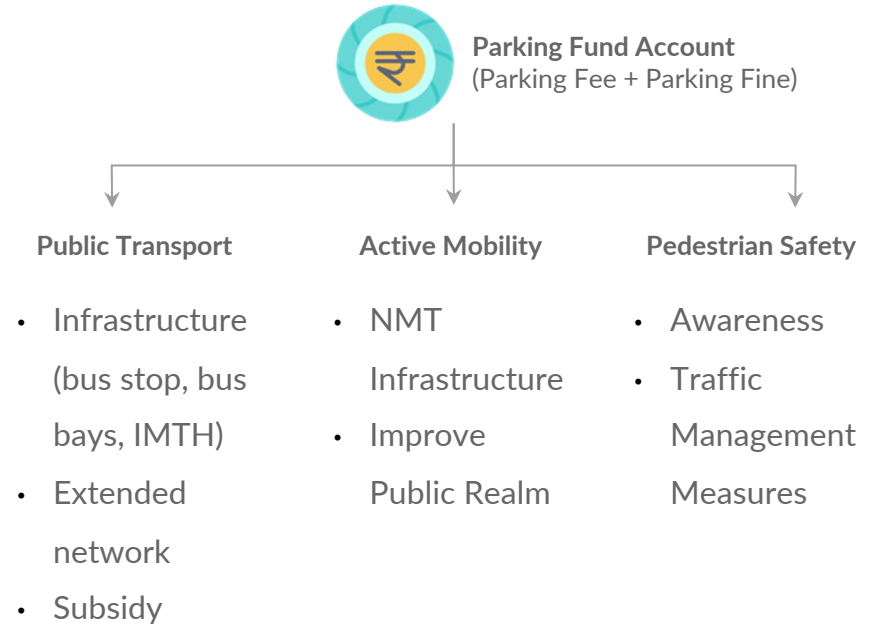 ₹
Parking Fund Account
(Parking Fee + Parking Fine)
Public Transport
• Infrastructure
(bus stop, bus
bays, IMTH)
• Extended
network
• Subsidy
Active Mobility
• NMT
Infrastructure
• Improve
Public Realm
Pedestrian Safety
• Awareness
• Traffic
Management
Measures